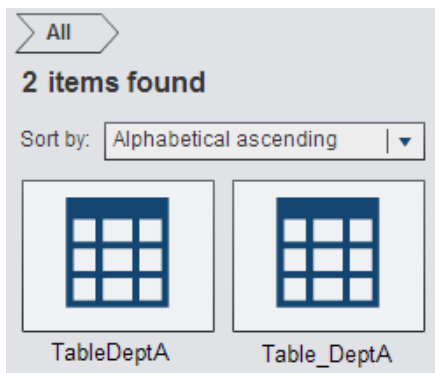 All
2 items found
Sort by: Alphabetical ascending
TableDeptA Table_DeptA